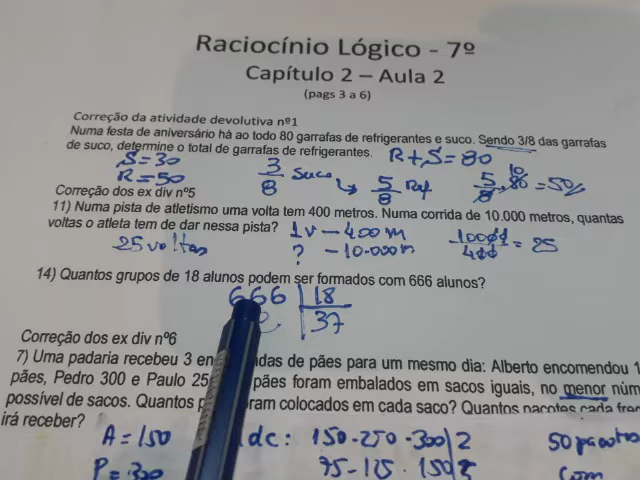 Raciocínio Lógico - 7º
Capítulo 2 – Aula 2
(pags 3 a 6)
Correção da atividade devolutiva nº1
Numa festa de aniversário há ao todo 80 garrafas de refrigerantes e suco. Sendo 3/8 das garrafas
de suco, determine o total de garrafas de refrigerantes. R+S=80
S=30
R=50
3/8 suco
5/8 Ref
5/8 . 80 = 50
10
Correção dos ex div nº5
11) Numa pista de atletismo uma volta tem 400 metros. Numa corrida de 10.000 metros, quantas
voltas o atleta tem de dar nessa pista? 1v – 400m
25 voltas
? – 10.000m
10000/400 = 25
14) Quantos grupos de 18 alunos podem ser formados com 666 alunos?
666 | 18
37
Correção dos ex div nº6
7) Uma padaria recebeu 3 en das de pães para um mesmo dia: Alberto encomendou 1
pães, Pedro 300 e Paulo 25 pães foram embalados em sacos iguais, no menor núm
possível de sacos. Quantos p oram colocados em cada saco? Quantos pacotes cada
irá receber?
A = 150
dc: 150-250-300 | 2
P = 300
75-125-150
com